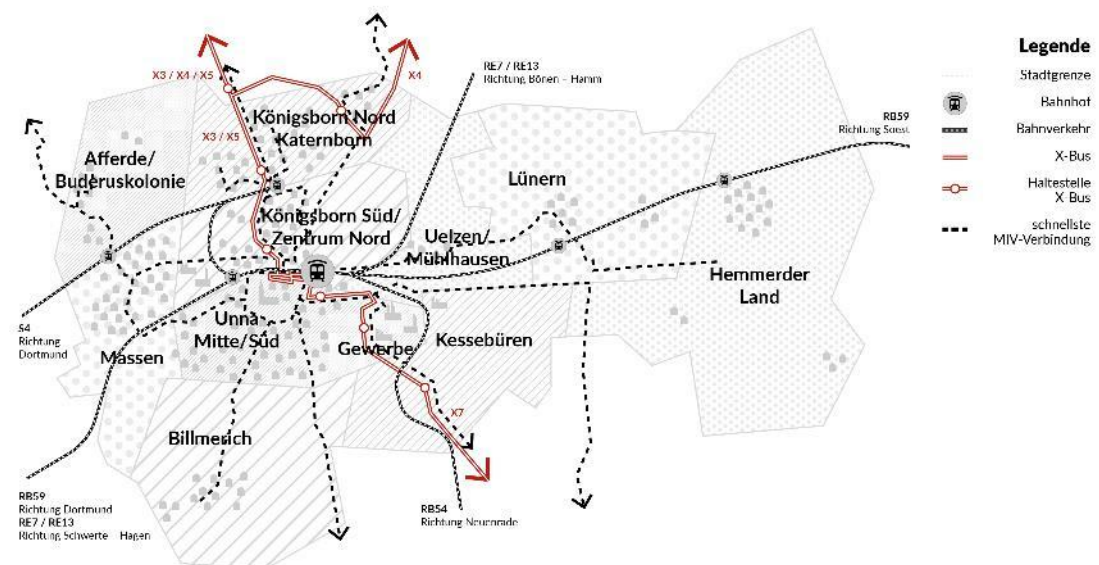 X3 / X4 / X5
X4
RE7 / RE13
Richtung Bönen – Hamm
RB59
Richtung Soest
Königsborn Nord
Katernborn
X3 / X5
Afferde/
Buderuskolonie
Lünern
Königsborn Süd/
Zentrum Nord
Uelzen/
Mühlhausen
Hemmerder
Land
S4
Richtung
Dortmund
Massen
Unna
Mitte/Süd
Gewerbe
Kessebüren
X7
Billmerich
RB59
Richtung Dortmund
RE7 / RE13
Richtung Schwerte – Hagen
RB54
Richtung Neuenrade
Legende
Stadtgrenze
Bahnhof
Bahnverkehr
X-Bus
Haltestelle
X-Bus
schnellste
MIV-Verbindung